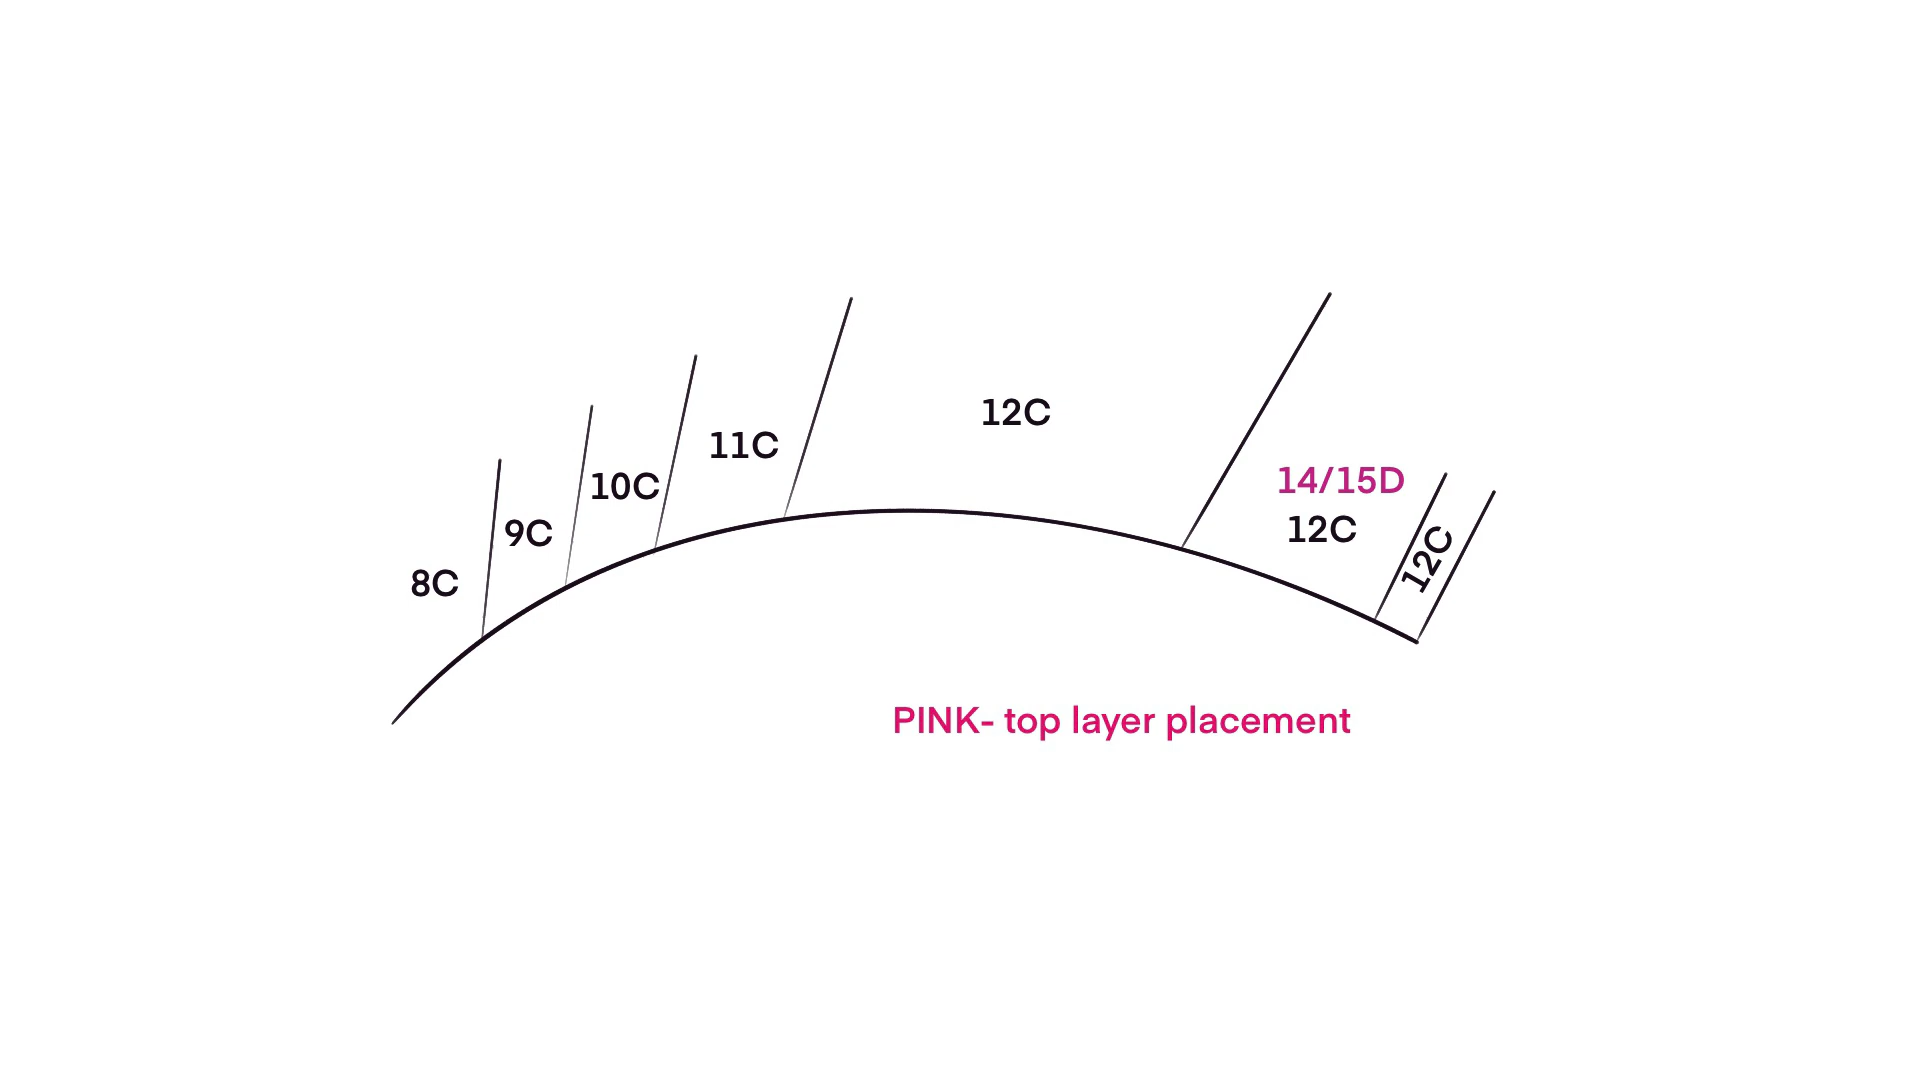 8C
9C
10C
11C
12C
14/15D
12C
12C
PINK- top layer placement